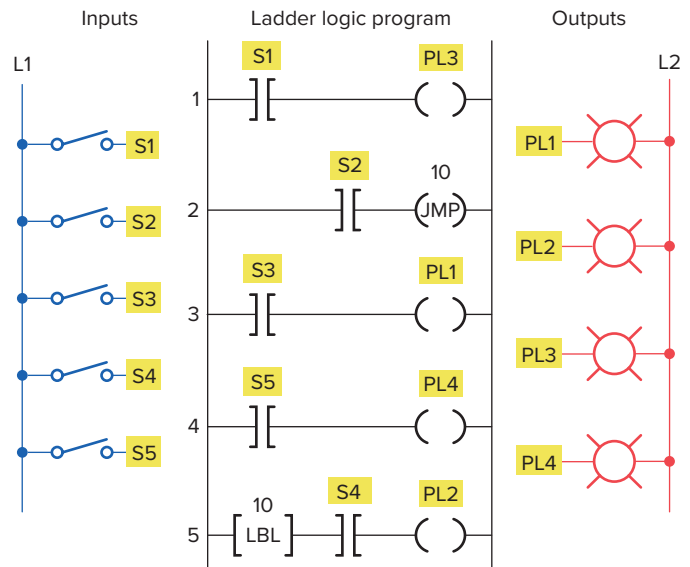 Inputs
Ladder logic program
Outputs
L1
L2
S1
S2
S3
S4
S5
S1
PL3
1
S2
10
2
JMP
S3
PL1
3
S5
PL4
4
10
S4
PL2
5
LBL
PL1
PL2
PL3
PL4